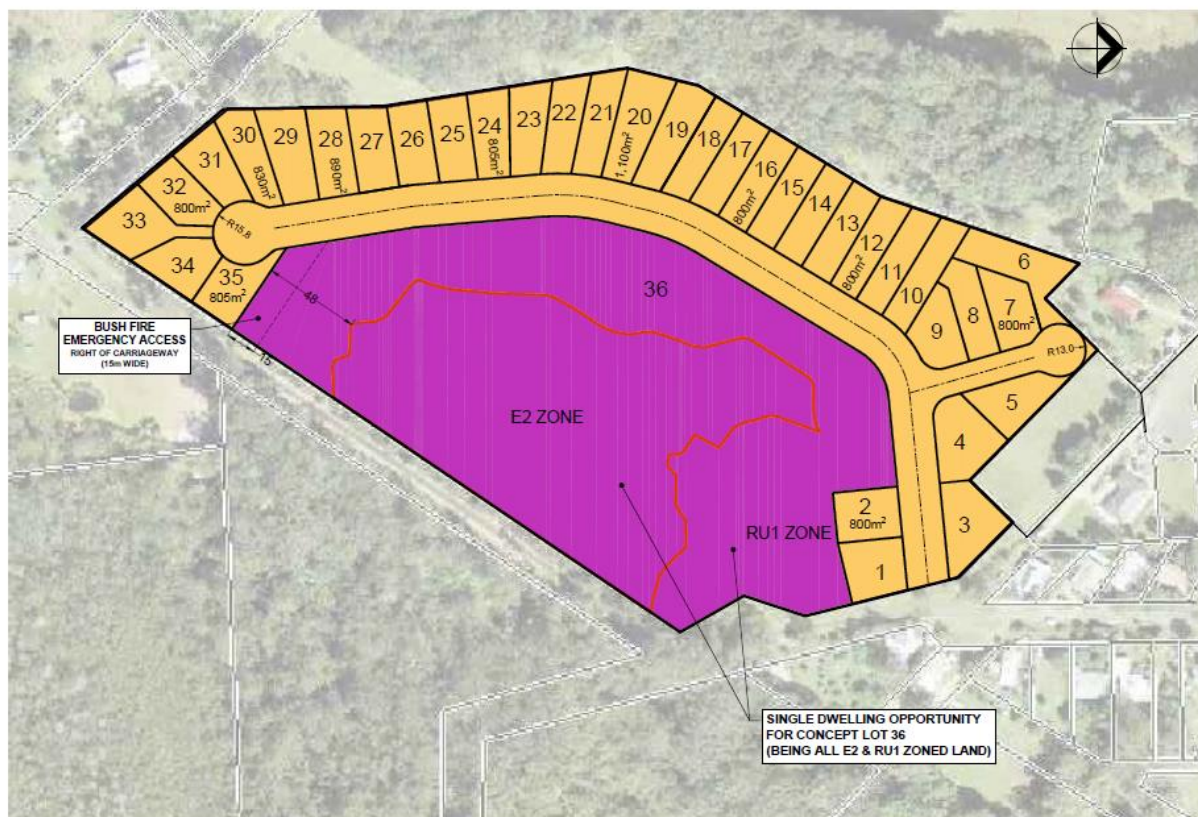 30
29
28
890m²
27
26
25
24
805m²
23
22
21
20
1,100m²
19
18
17
16
800m²
15
14
13
12
800m²
11
10
9
8
7
800m²
6
R13.0
5
4
3
2
800m²
1
31
830m²
32
800m²
33
34
35
805m²
R15.8
48
15
36
E2 ZONE
RU1 ZONE
BUSH FIRE
EMERGENCY ACCESS
RIGHT OF CARRIAGEWAY
(15m WIDE)
SINGLE DWELLING OPPORTUNITY
FOR CONCEPT LOT 36
(BEING ALL E2 & RU1 ZONED LAND)